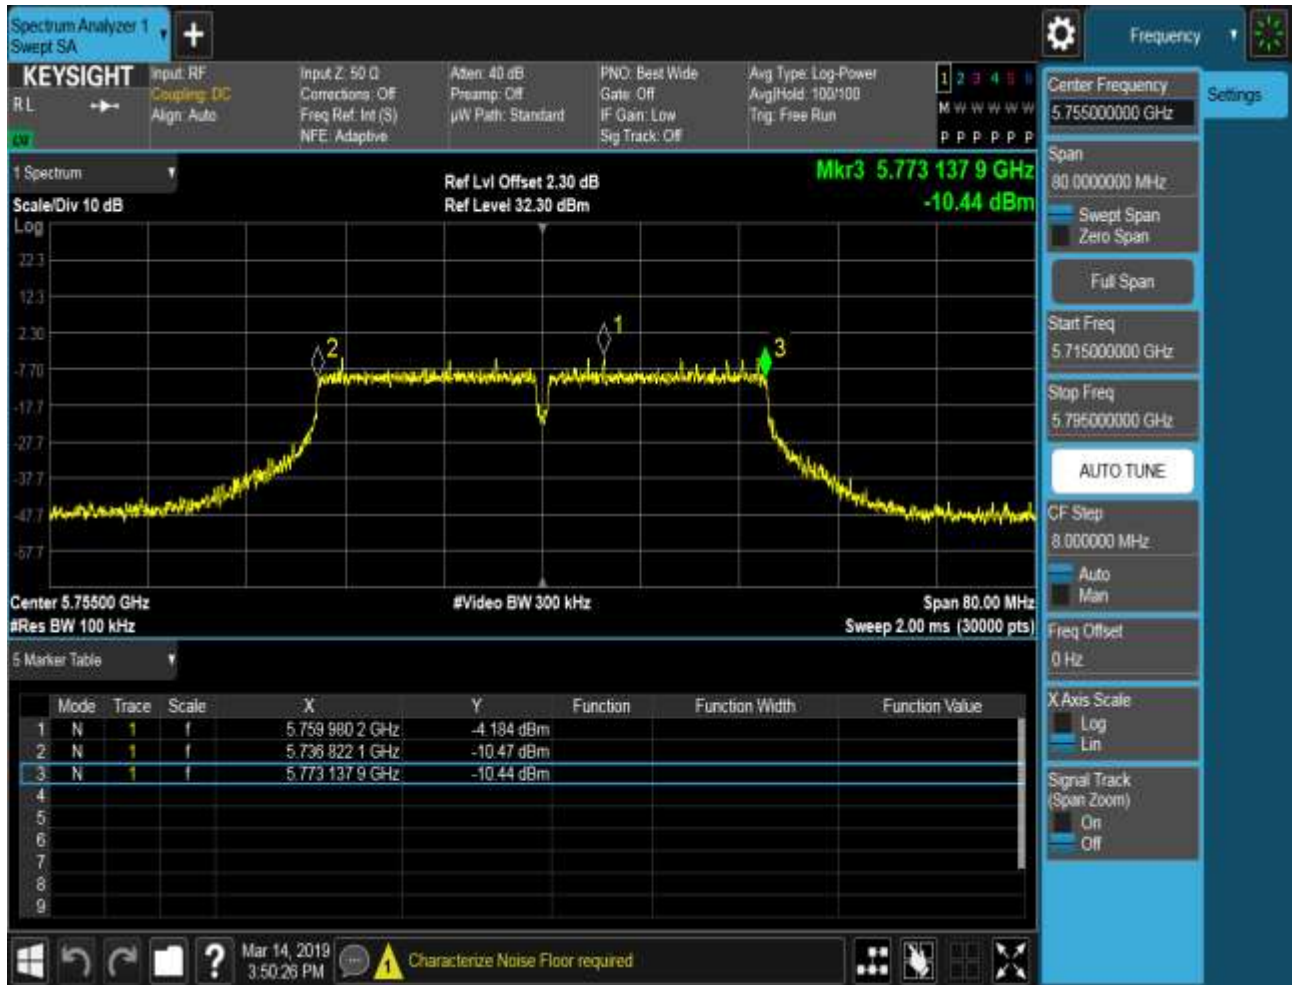 Spectrum Analyzer 1
Swept SA
Frequency
KEYSIGHT
RL
Input: RF
Coupling: DC
Align: Auto
Input Z: 50 Ω
Corrections: Off
Freq Ref: Int (S)
NFE: Adaptive
Atten: 40 dB
Preamp: Off
µW Path: Standard
PNO: Best Wide
Gate: Off
IF Gain: Low
Sig Track: Off
Avg Type: Log-Power
Avg|Hold: 100/100
Trig: Free Run
1 2 3 4 5 6
M W W W W W
P P P P P P
Center Frequency
5.755000000 GHz
Settings
Span
80.0000000 MHz
Swept Span
Zero Span
Full Span
Start Freq
5.715000000 GHz
Stop Freq
5.795000000 GHz
AUTO TUNE
CF Step
8.000000 MHz
Auto
Man
Freq Offset
0 Hz
X Axis Scale
Log
Lin
Signal Track
(Span Zoom)
On
Off
1 Spectrum
Scale/Div 10 dB
Ref Lvl Offset 2.30 dB
Ref Level 32.30 dBm
Mkr3 5.773 137 9 GHz
-10.44 dBm
Log
22.3
12.3
2.30
-7.70
-17.7
-27.7
-37.7
-47.7
-57.7
1
2
3
Center 5.75500 GHz
#Video BW 300 kHz
Span 80.00 MHz
#Res BW 100 kHz
Sweep 2.00 ms (30000 pts)
5 Marker Table
Mode Trace Scale X Y Function Function Width Function Value
1 N 1 f 5.759 980 2 GHz -4.184 dBm
2 N 1 f 5.736 822 1 GHz -10.47 dBm
3 N 1 f 5.773 137 9 GHz -10.44 dBm
4
5
6
7
8
9
?
Mar 14, 2019
3:50:26 PM
1
Characterize Noise Floor required